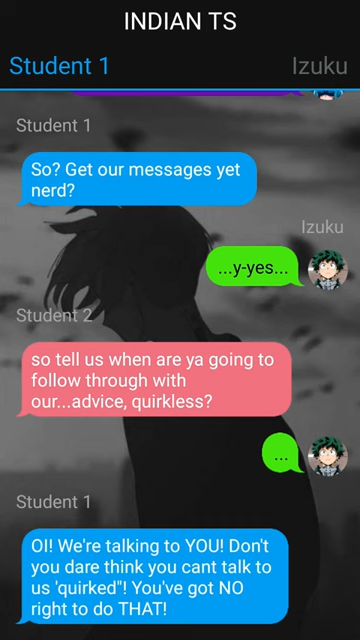 INDIAN TS
Student 1 Izuku
Student 1
So? Get our messages yet
nerd?
Izuku
...y-yes...
Student 2
so tell us when are ya going to
follow through with
our...advice, quirkless?
...
Student 1
OI! We're talking to YOU! Don't
you dare think you cant talk to
us 'quirked"! You've got NO
right to do THAT!